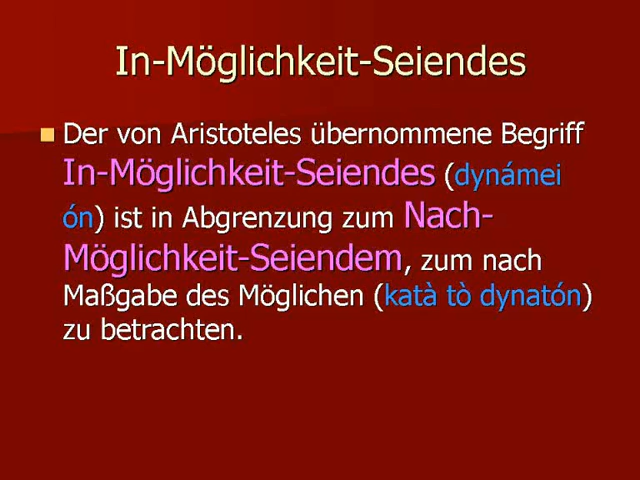 In-Möglichkeit-Seiendes
Der von Aristoteles übernommene Begriff
In-Möglichkeit-Seiendes (dynámei
ón) ist in Abgrenzung zum Nach-
Möglichkeit-Seiendem, zum nach
Maßgabe des Möglichen (katà tò dynatón)
zu betrachten.